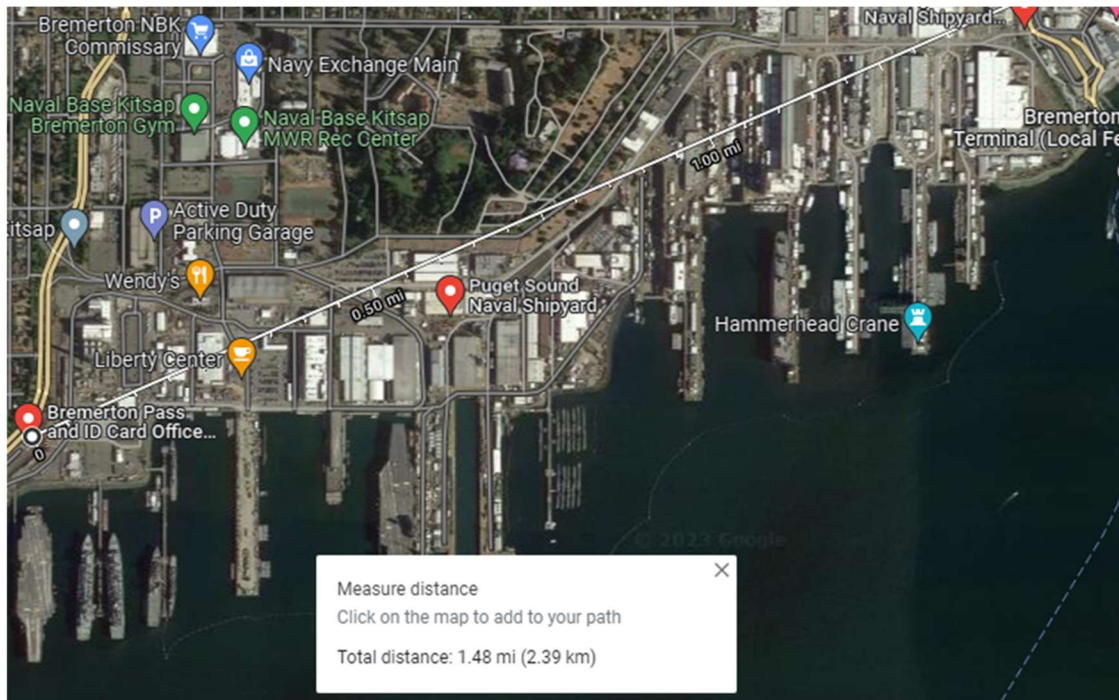 Bremerton NBK
Commissary
Navy Exchange Main
Naval Shipyard...
Naval Base Kitsap
Bremerton Gym
Naval Base Kitsap
MWR Rec Center
Bremerton
Terminal (Local Fe
1.00 mi
Kitsap
P
Active Duty
Parking Garage
Wendy's
0.50 mi
Puget Sound
Naval Shipyard
Hammerhead Crane
Liberty Center
Bremerton Pass
and ID Card Office...
0
© 2023 Google
Measure distance
Click on the map to add to your path
Total distance: 1.48 mi (2.39 km)